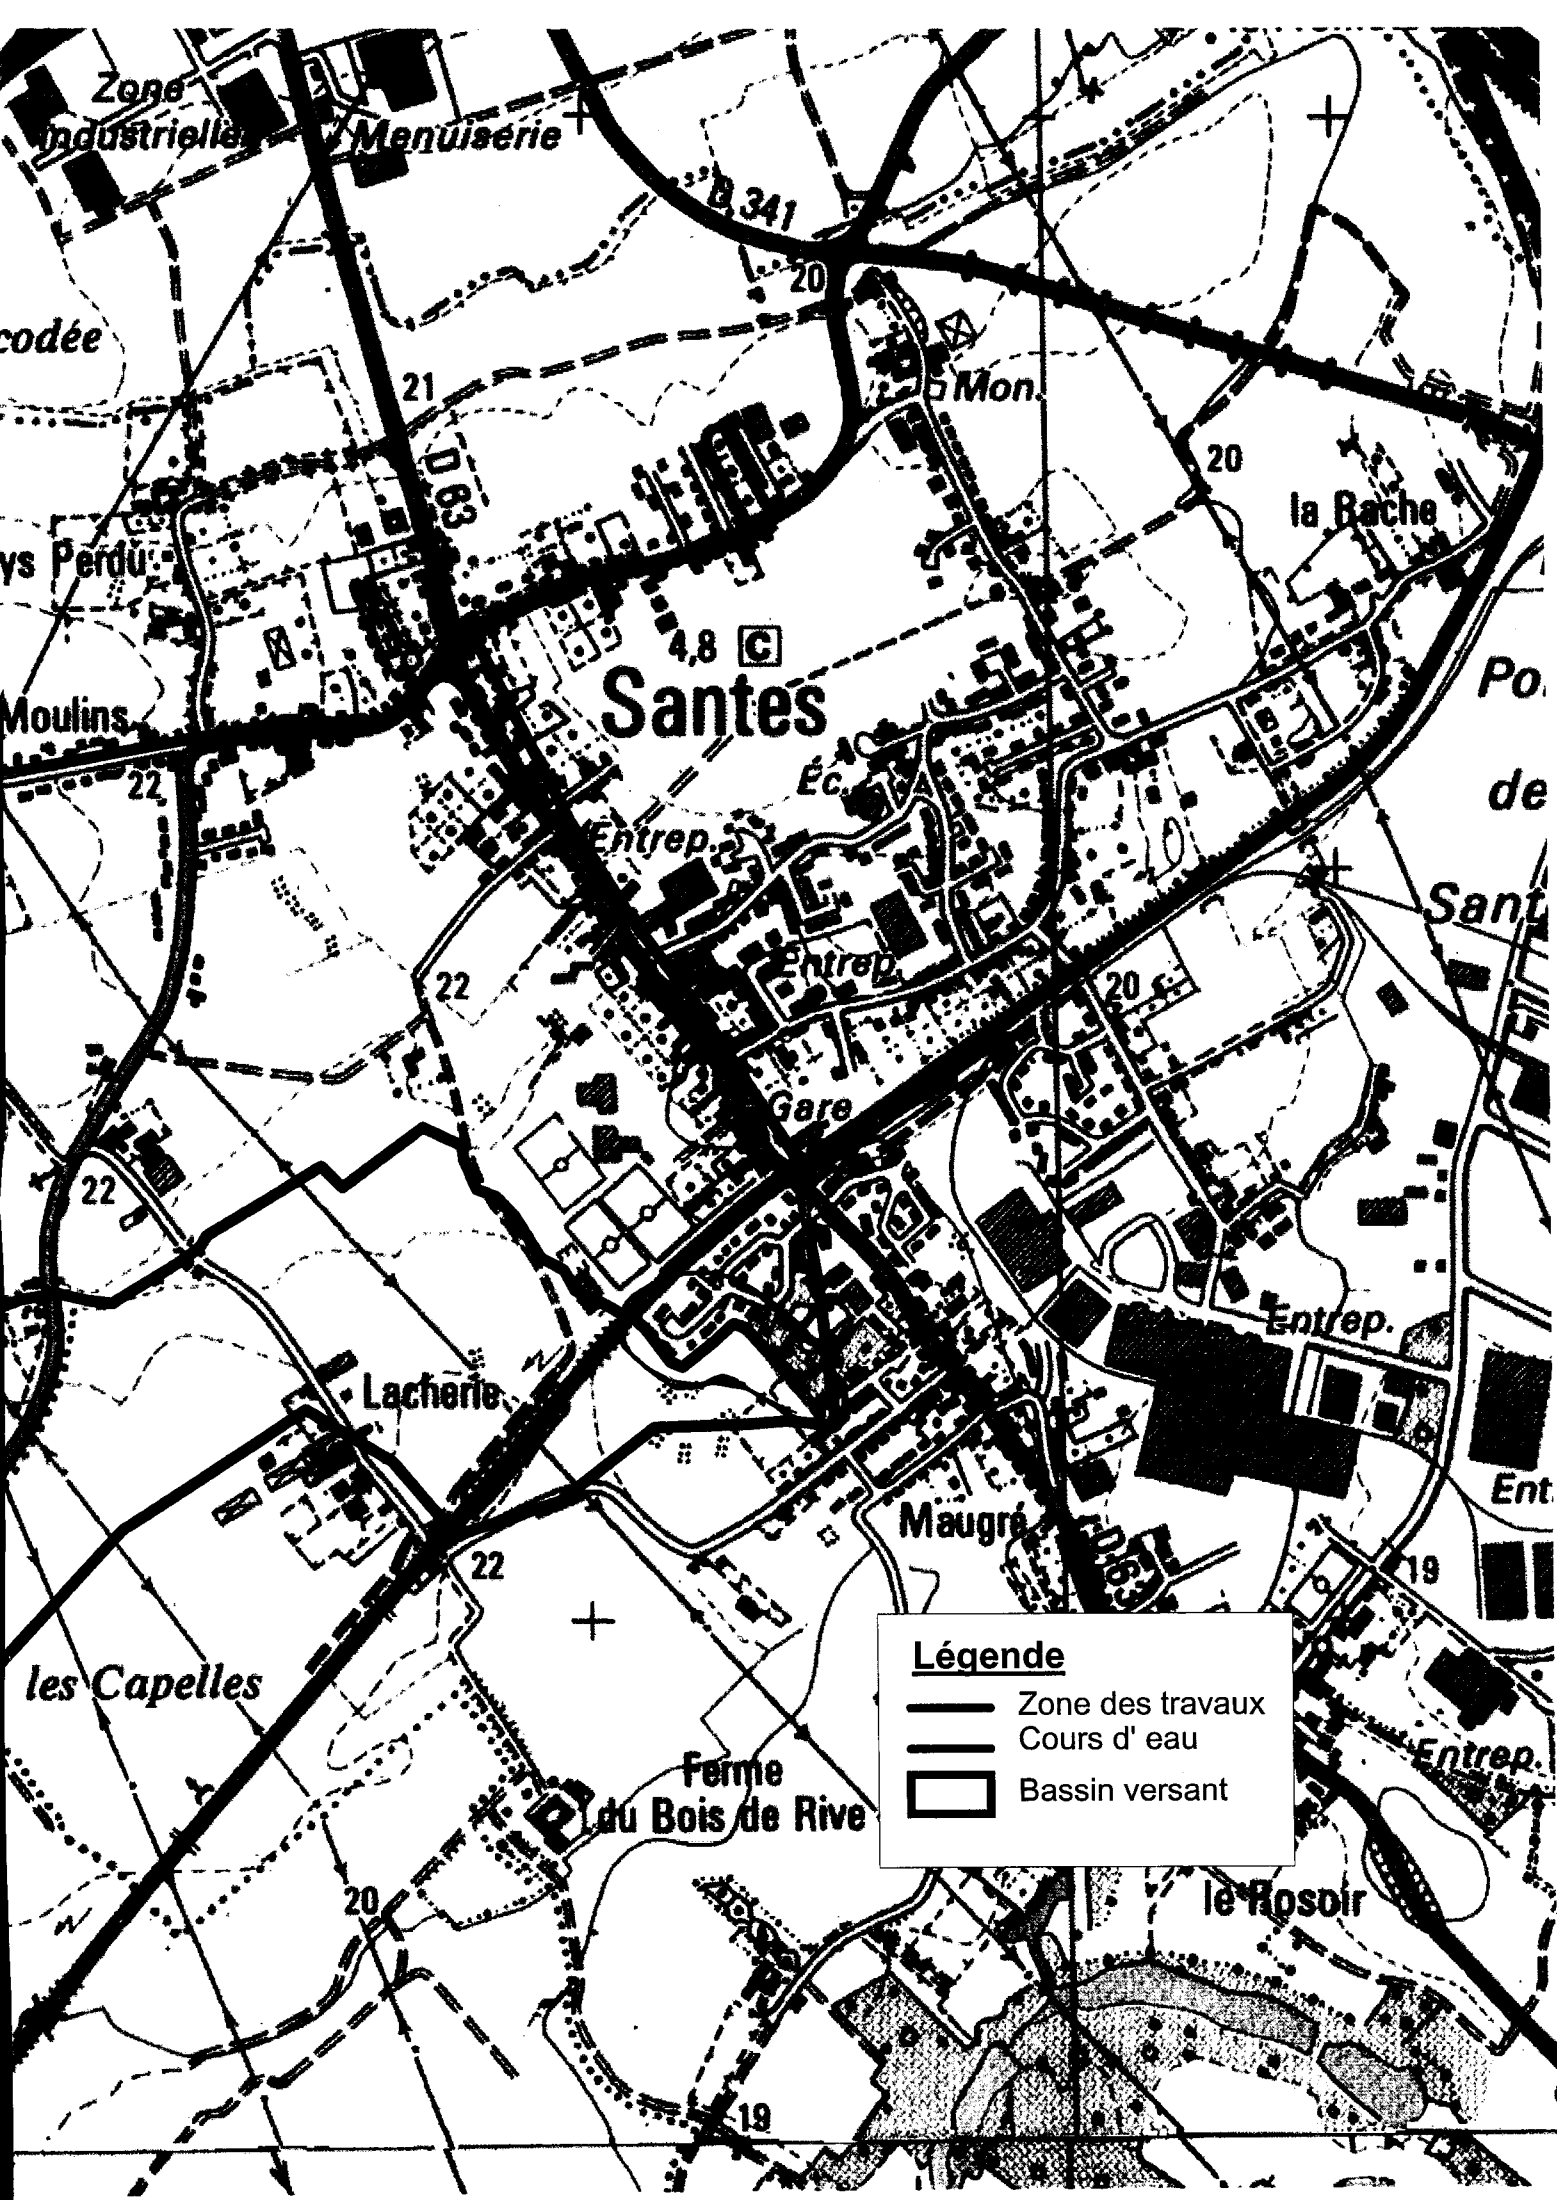 Zone
industrielle
Menuiserie
D 341
20
codée
21
Mon.
D 63
20
la Bache
ys Perdu
4,8 C
Santes
Moulins
22
Éc.
Entrep.
de
Sant
22
Entrep.
20
Gare
22
Entrep.
Lacherie
Ent.
Maugré
D 63
22
19
les Capelles
Légende
Zone des travaux
Cours d' eau
Bassin versant
Entrep.
Ferme
du Bois de Rive
20
le Rosoir
19